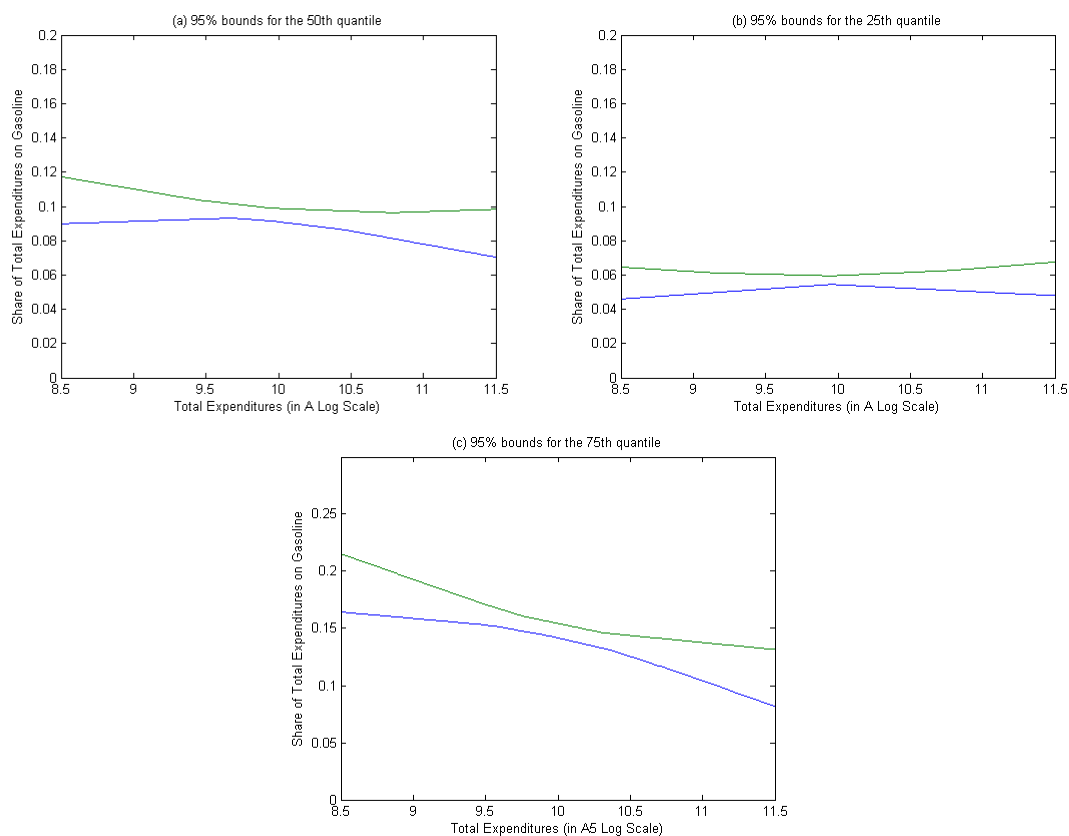 (a) 95% bounds for the 50th quantile
0.2
0.18
0.16
0.14
0.12
0.1
0.08
0.06
0.04
0.02
0
Share of Total Expenditures on Gasoline
8.5 9 9.5 10 10.5 11 11.5
Total Expenditures (in A Log Scale)
(b) 95% bounds for the 25th quantile
0.2
0.18
0.16
0.14
0.12
0.1
0.08
0.06
0.04
0.02
0
Share of Total Expenditures on Gasoline
8.5 9 9.5 10 10.5 11 11.5
Total Expenditures (in A Log Scale)
(c) 95% bounds for the 75th quantile
0.25
0.2
0.15
0.1
0.05
0
Share of Total Expenditures on Gasoline
8.5 9 9.5 10 10.5 11 11.5
Total Expenditures (in A5 Log Scale)